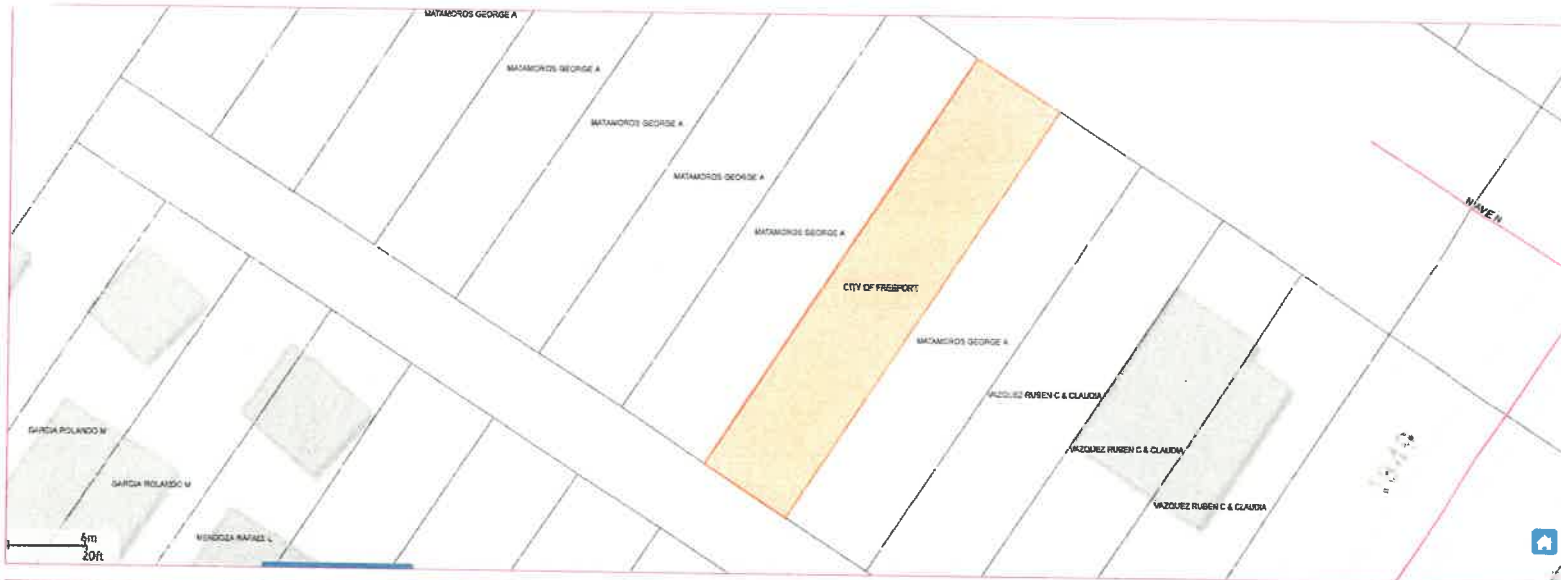 MATAMOROS GEORGE A
MATAMOROS GEORGE A
MATAMOROS GEORGE A
MATAMOROS GEORGE A
MATAMOROS GEORGE A
CITY OF FREEPORT
MATAMOROS GEORGE A
VAZQUEZ RUBEN C & CLAUDIA
VAZQUEZ RUBEN C & CLAUDIA
VAZQUEZ RUBEN C & CLAUDIA
N AVE N
GARCIA ROLANDO M
GARCIA ROLANDO M
MENDOZA RAFAEL L
6m
20ft